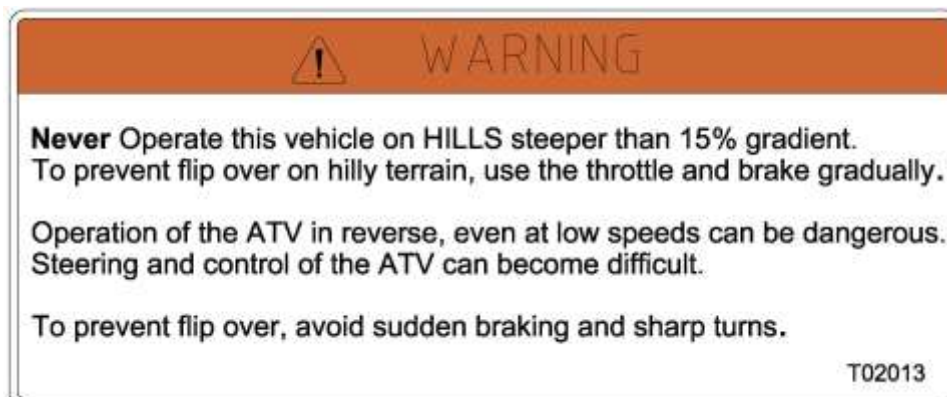 WARNING
Never Operate this vehicle on HILLS steeper than 15% gradient.
To prevent flip over on hilly terrain, use the throttle and brake gradually.
Operation of the ATV in reverse, even at low speeds can be dangerous.
Steering and control of the ATV can become difficult.
To prevent flip over, avoid sudden braking and sharp turns.
T02013